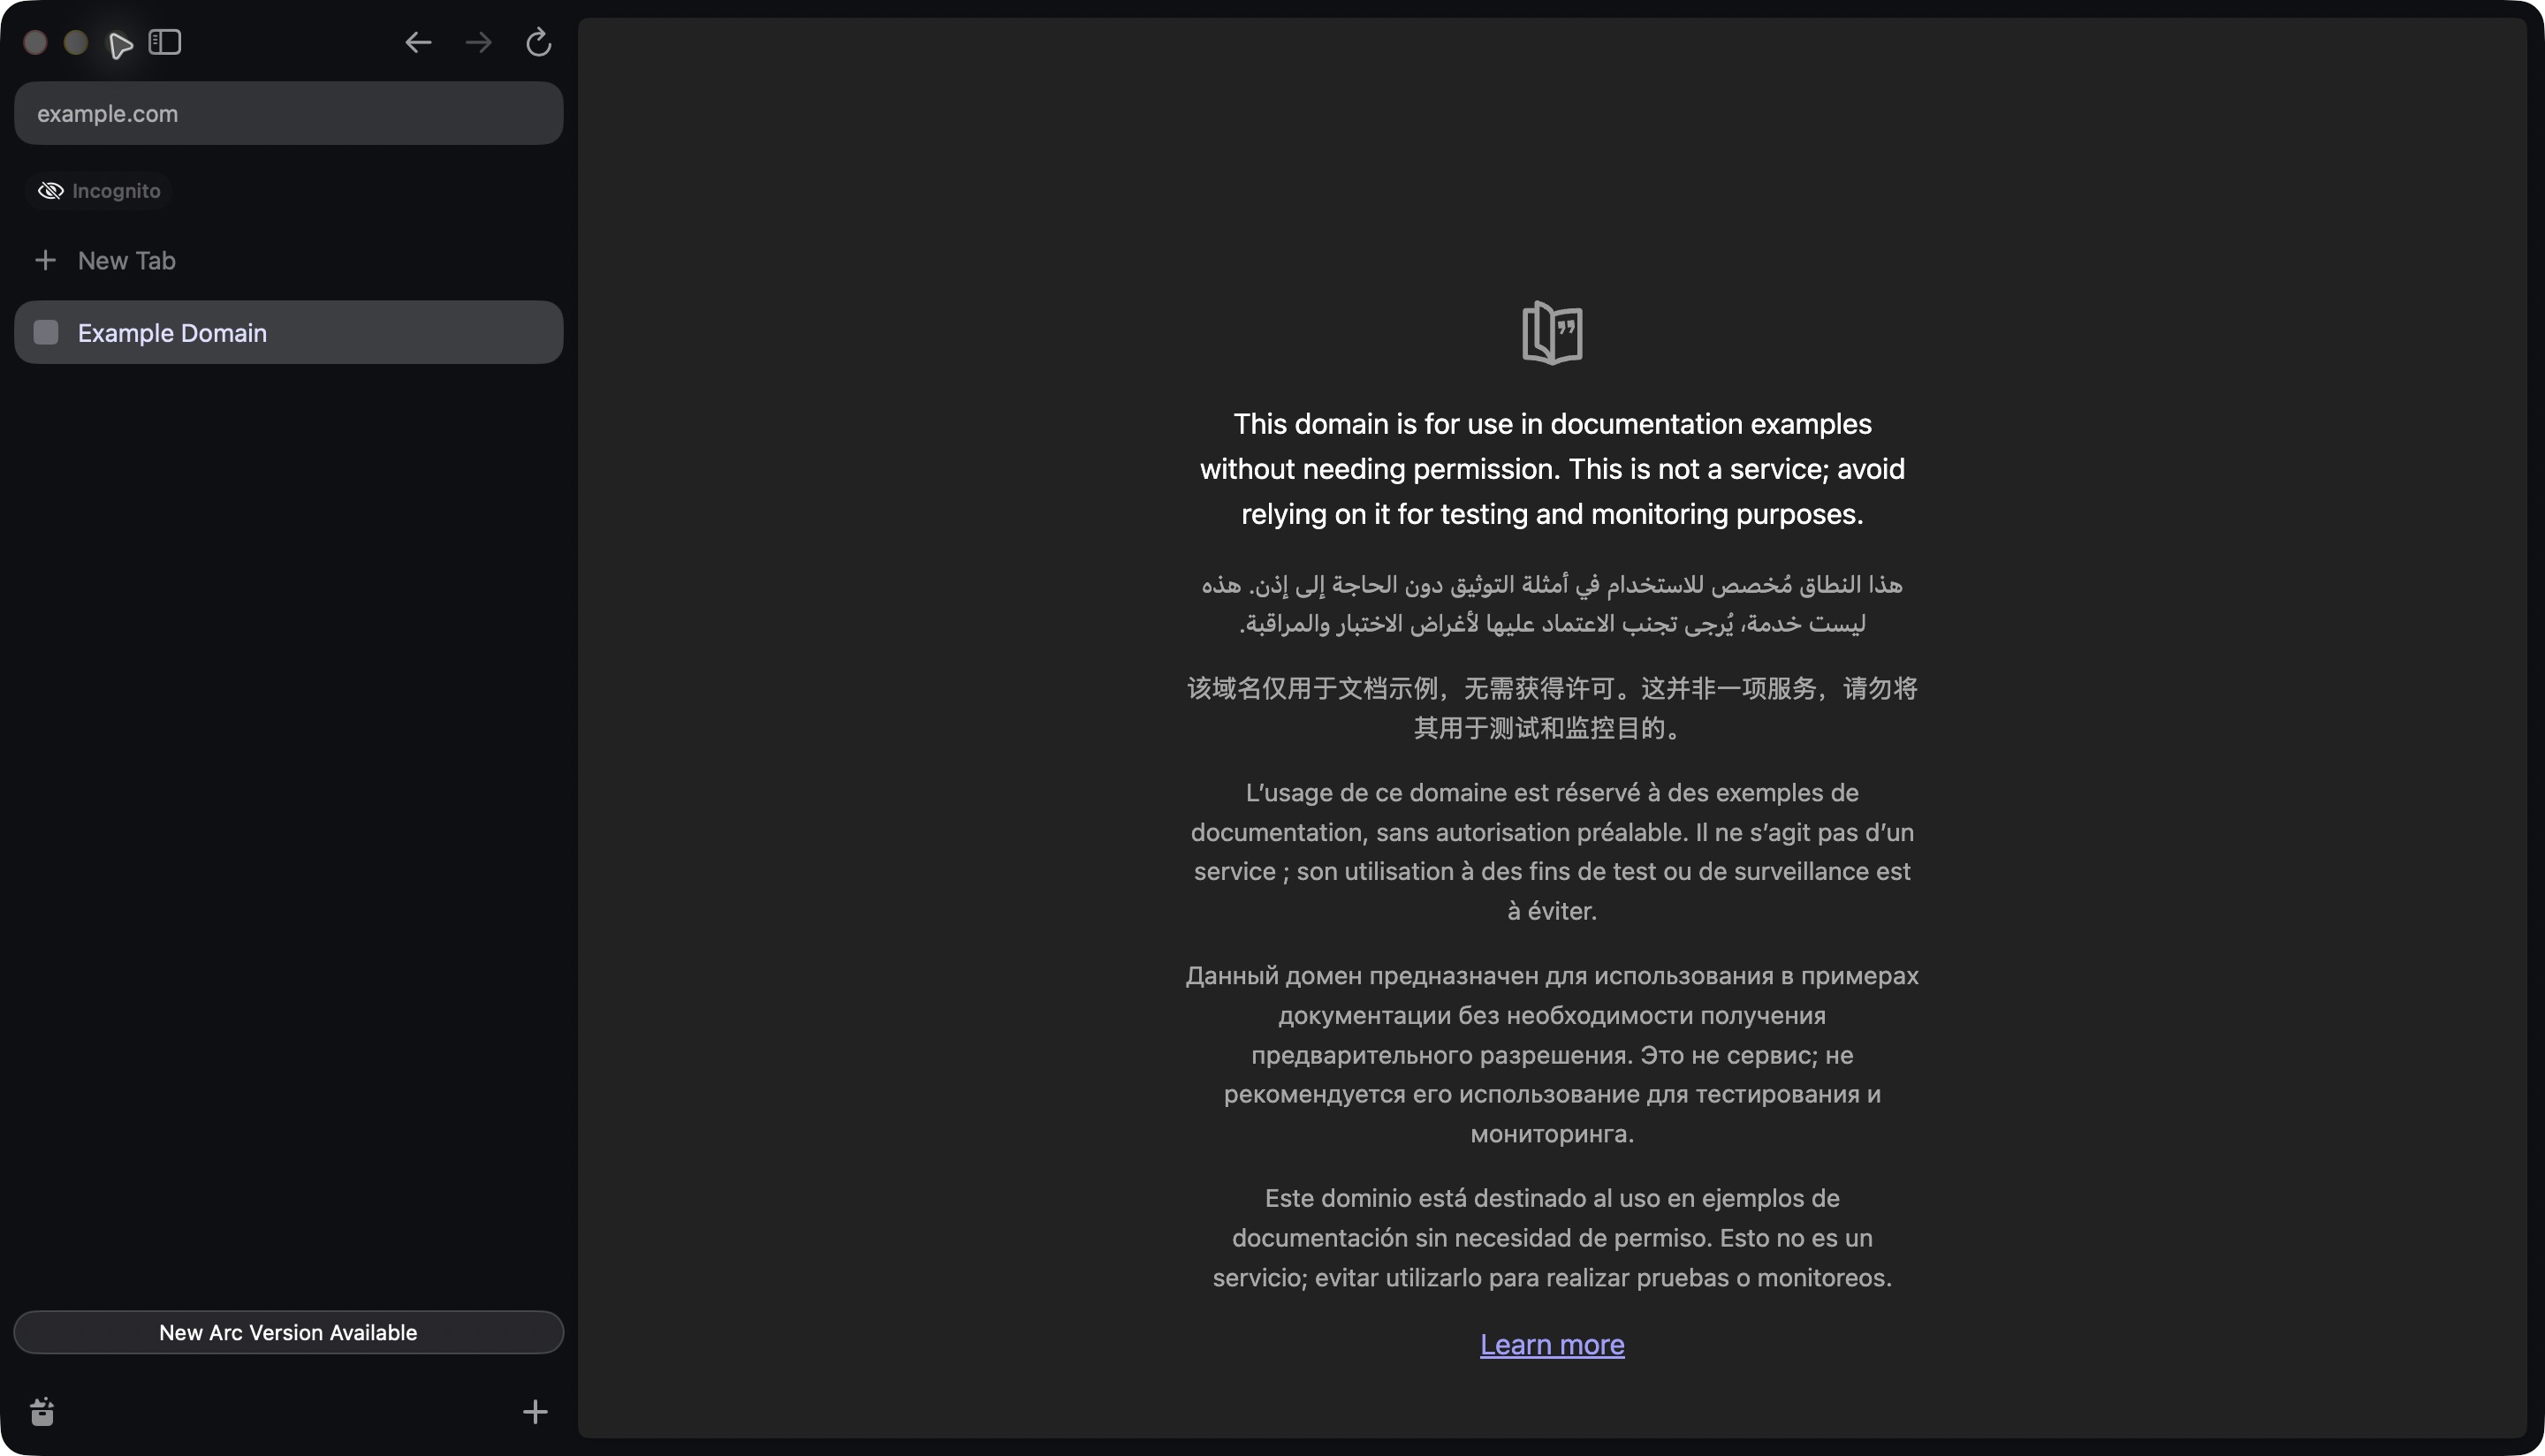 example.com
Incognito
New Tab
Example Domain
New Arc Version Available
This domain is for use in documentation examples
without needing permission. This is not a service; avoid
relying on it for testing and monitoring purposes.
هذا النطاق مُخصص للاستخدام في أمثلة التوثيق دون الحاجة إلى إذن. هذه
ليست خدمة، يُرجى تجنب الاعتماد عليها لأغراض الاختبار والمراقبة.
该域名仅用于文档示例，无需获得许可。这并非一项服务，请勿将
其用于测试和监控目的。
L’usage de ce domaine est réservé à des exemples de
documentation, sans autorisation préalable. Il ne s’agit pas d’un
service ; son utilisation à des fins de test ou de surveillance est
à éviter.
Данный домен предназначен для использования в примерах
документации без необходимости получения
предварительного разрешения. Это не сервис; не
рекомендуется его использование для тестирования и
мониторинга.
Este dominio está destinado al uso en ejemplos de
documentación sin necesidad de permiso. Esto no es un
servicio; evitar utilizarlo para realizar pruebas o monitoreos.
Learn more